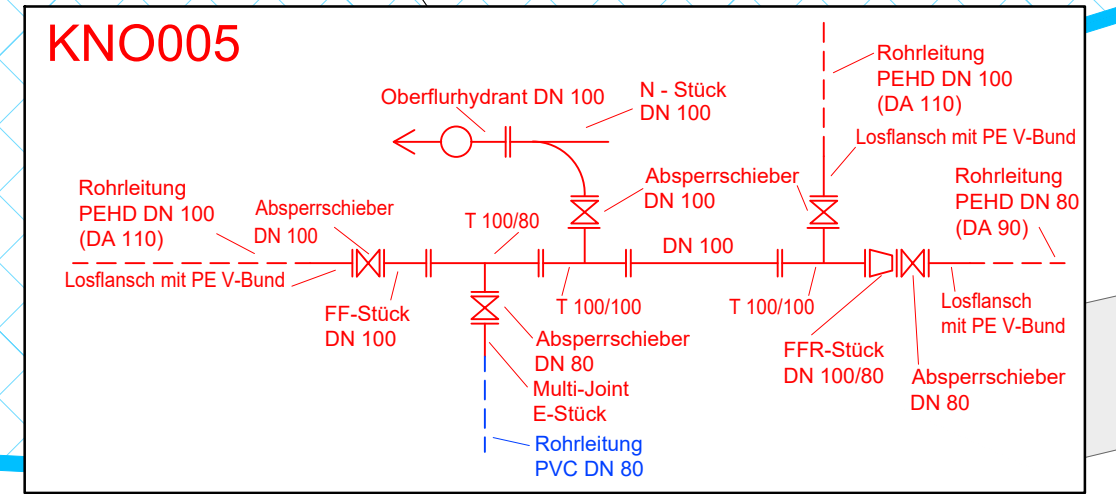 KNO005
Oberflurhydrant DN 100
N - Stück
DN 100
Rohrleitung
PEHD DN 100
(DA 110)
Losflansch mit PE V-Bund
Rohrleitung
PEHD DN 100
(DA 110)
Absperrschieber
DN 100
T 100/80
Absperrschieber
DN 100
DN 100
Rohrleitung
PEHD DN 80
(DA 90)
Losflansch mit PE V-Bund
FF-Stück
DN 100
T 100/100
T 100/100
Losflansch
mit PE V-Bund
Absperrschieber
DN 80
FFR-Stück
DN 100/80
Absperrschieber
DN 80
Multi-Joint
E-Stück
Rohrleitung
PVC DN 80